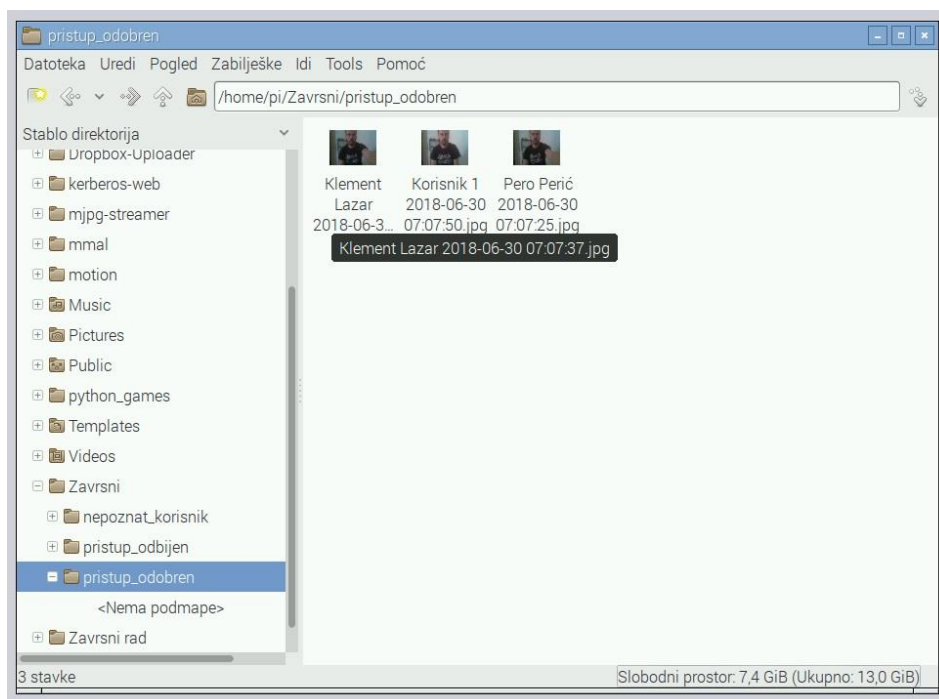 pristup_odobren
Datoteka Uredi Pogled Zabilješke Idi Tools Pomoć
/home/pi/Zavrsni/pristup_odobren
Stablo direktorija
Dropbox-Uploader
kerberos-web
mjpg-streamer
mmal
motion
Music
Pictures
Public
python_games
Templates
Videos
Zavrsni
nepoznat_korisnik
pristup_odbijen
pristup_odobren
<Nema podmape>
Zavrsni rad
Klement
Lazar
2018-06-3...
Korisnik 1
2018-06-30
07:07:50.jpg
Pero Perić
2018-06-30
07:07:25.jpg
Klement Lazar 2018-06-30 07:07:37.jpg
3 stavke
Slobodni prostor: 7,4 GiB (Ukupno: 13,0 GiB)